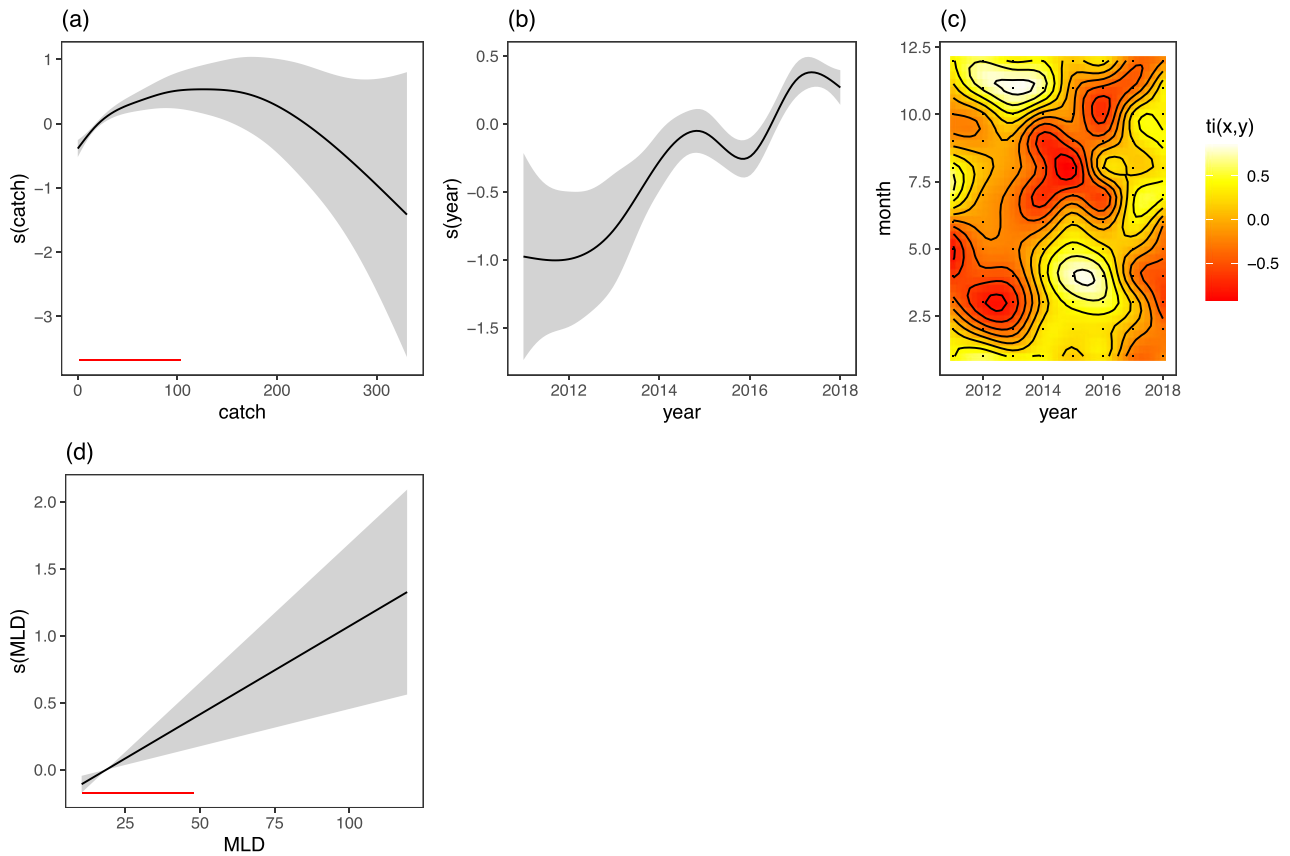 (a)
1
0
−1
−2
−3
s(catch)
0 100 200 300
catch
(b)
0.5
0.0
−0.5
−1.0
−1.5
s(year)
2012 2014 2016 2018
year
(c)
12.5
10.0
7.5
5.0
2.5
month
2012 2014 2016 2018
year
ti(x,y)
0.5
0.0
−0.5
(d)
2.0
1.5
1.0
0.5
0.0
s(MLD)
25 50 75 100
MLD